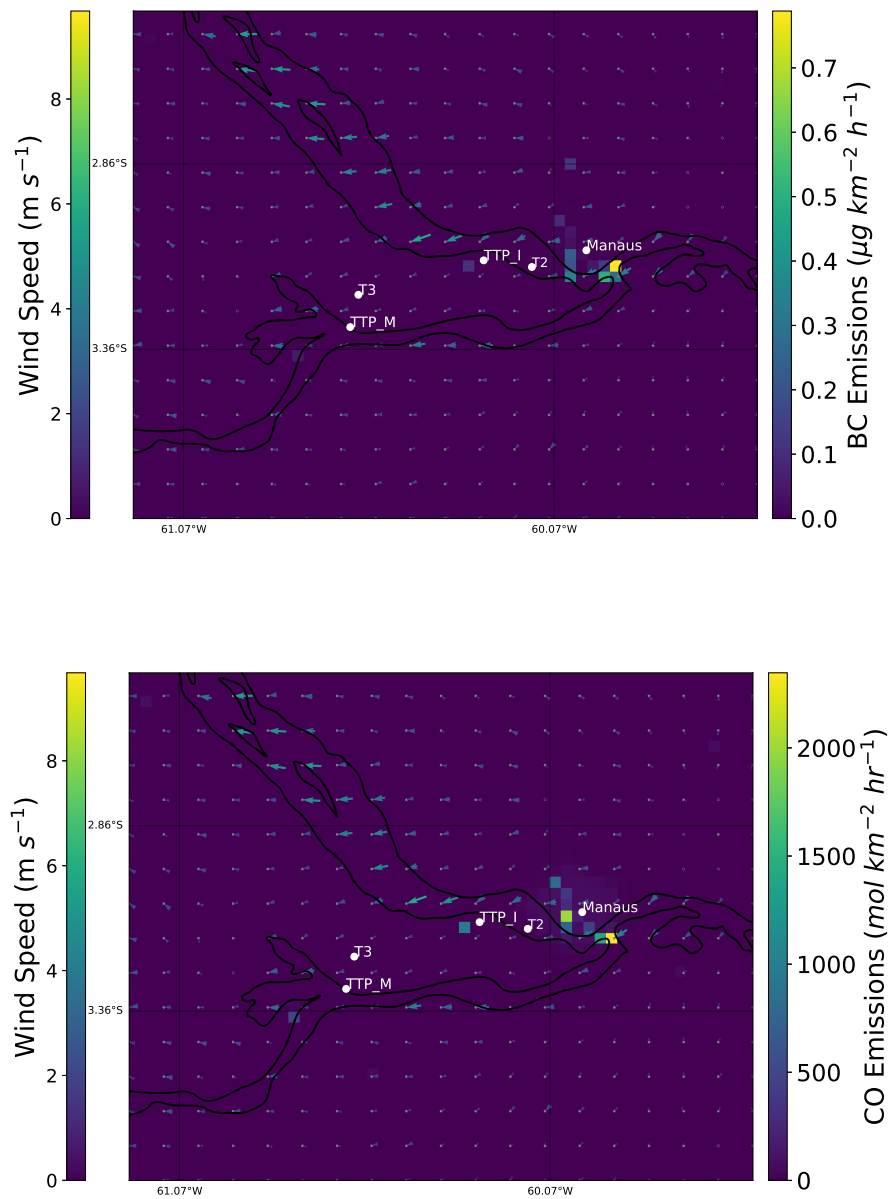 Wind Speed (m s⁻¹)
8
6
4
2
0
2.86°S
3.36°S
61.07°W
60.07°W
Manaus
TTP_I
T2
T3
TTP_M
0.7
0.6
0.5
0.4
0.3
0.2
0.1
0.0
BC Emissions (μg km⁻² h⁻¹)
Wind Speed (m s⁻¹)
8
6
4
2
0
2.86°S
3.36°S
61.07°W
60.07°W
Manaus
TTP_I
T2
T3
TTP_M
2000
1500
1000
500
0
CO Emissions (mol km⁻² hr⁻¹)